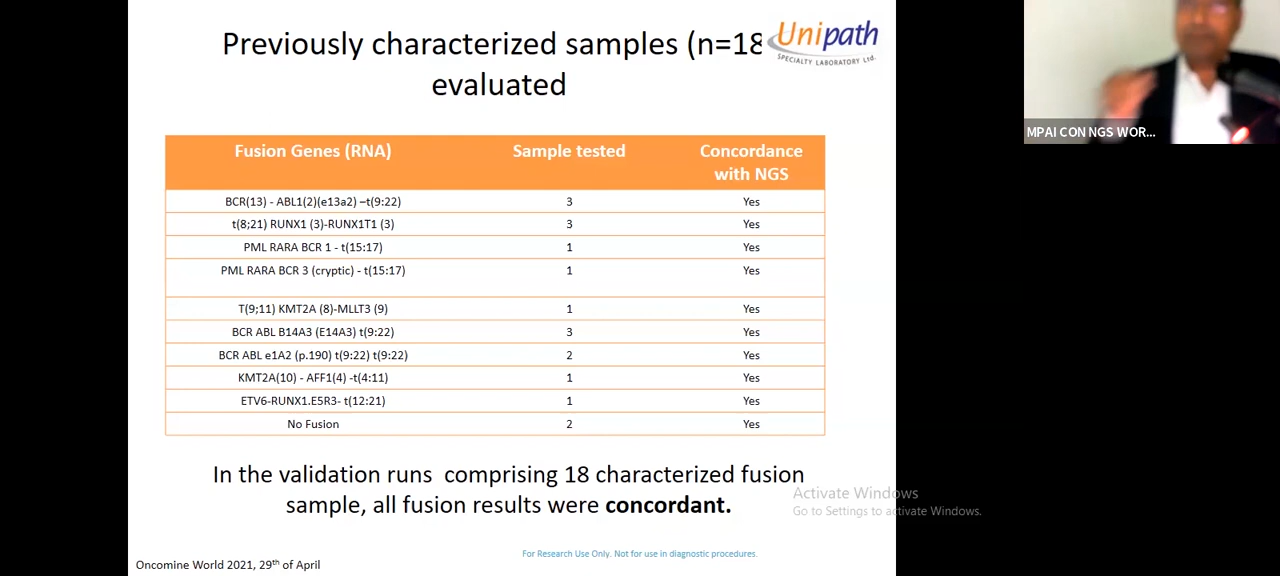 Previously characterized samples (n=18
evaluated
Unipath
SPECIALTY LABORATORY Ltd.
MPAI CON NGS WOR...
Fusion Genes (RNA) Sample tested Concordance
with NGS
BCR(13) - ABL1(2)(e13a2) –t(9:22) 3 Yes
t(8;21) RUNX1 (3)-RUNX1T1 (3) 3 Yes
PML RARA BCR 1 - t(15:17) 1 Yes
PML RARA BCR 3 (cryptic) - t(15:17) 1 Yes
T(9;11) KMT2A (8)-MLLT3 (9) 1 Yes
BCR ABL B14A3 (E14A3) t(9:22) 3 Yes
BCR ABL e1A2 (p.190) t(9:22) t(9:22) 2 Yes
KMT2A(10) - AFF1(4) -t(4:11) 1 Yes
ETV6-RUNX1.E5R3- t(12:21) 1 Yes
No Fusion 2 Yes
In the validation runs comprising 18 characterized fusion
sample, all fusion results were concordant.
Activate Windows
Go to Settings to activate Windows.
For Research Use Only. Not for use in diagnostic procedures.
Oncomine World 2021, 29th of April